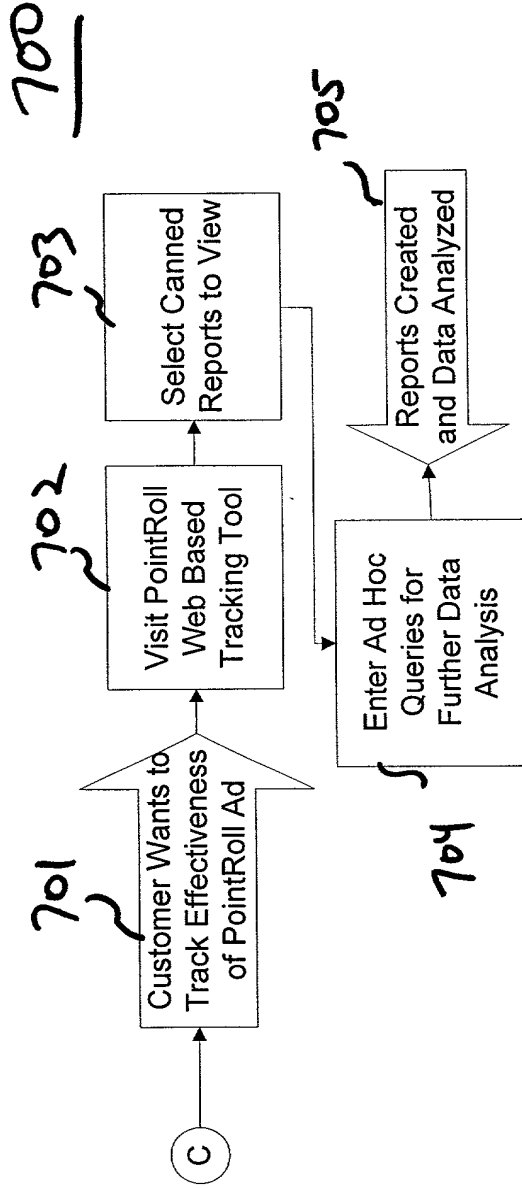 700
C
701
Customer Wants to
Track Effectiveness
of PointRoll Ad
702
Visit PointRoll
Web Based
Tracking Tool
703
Select Canned
Reports to View
704
Enter Ad Hoc
Queries for
Further Data
Analysis
705
Reports Created
and Data Analyzed